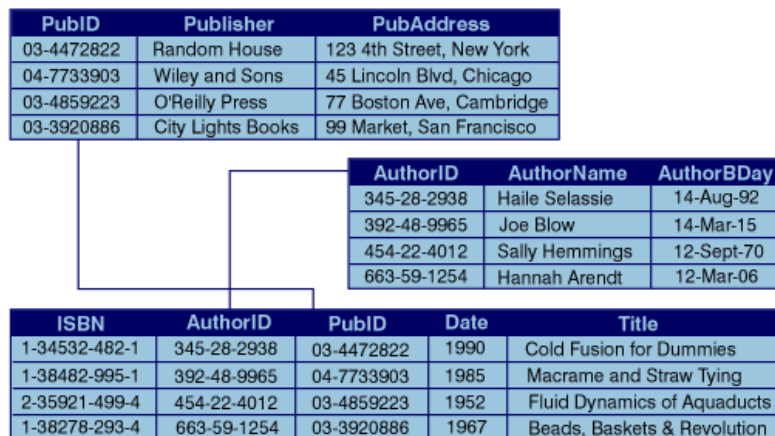 PubID Publisher PubAddress
03-4472822 Random House 123 4th Street, New York
04-7733903 Wiley and Sons 45 Lincoln Blvd, Chicago
03-4859223 O'Reilly Press 77 Boston Ave, Cambridge
03-3920886 City Lights Books 99 Market, San Francisco
AuthorID AuthorName AuthorBDay
345-28-2938 Haile Selassie 14-Aug-92
392-48-9965 Joe Blow 14-Mar-15
454-22-4012 Sally Hemmings 12-Sept-70
663-59-1254 Hannah Arendt 12-Mar-06
ISBN AuthorID PubID Date Title
1-34532-482-1 345-28-2938 03-4472822 1990 Cold Fusion for Dummies
1-38482-995-1 392-48-9965 04-7733903 1985 Macrame and Straw Tying
2-35921-499-4 454-22-4012 03-4859223 1952 Fluid Dynamics of Aquaducts
1-38278-293-4 663-59-1254 03-3920886 1967 Beads, Baskets & Revolution